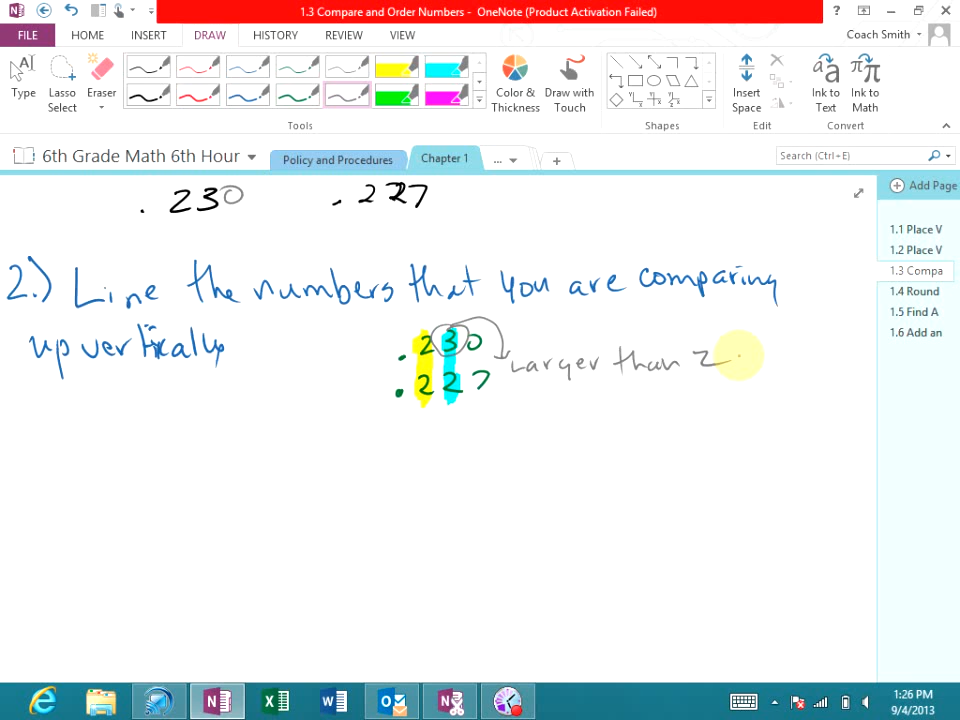 1.3 Compare and Order Numbers - OneNote (Product Activation Failed)
FILE HOME INSERT DRAW HISTORY REVIEW VIEW Coach Smith
Type Lasso Select Eraser Color & Thickness Draw with Touch Insert Space Ink to Text Ink to Math
Tools Shapes Edit Convert
6th Grade Math 6th Hour Policy and Procedures Chapter 1 ... Search (Ctrl+E)
Add Page
.230 .227
1.1 Place V
1.2 Place V
1.3 Compa
1.4 Round
1.5 Find A
1.6 Add an
2.) Line the numbers that you are comparing
up vertically
.230
Larger than 2
.227
1:26 PM
9/4/2013